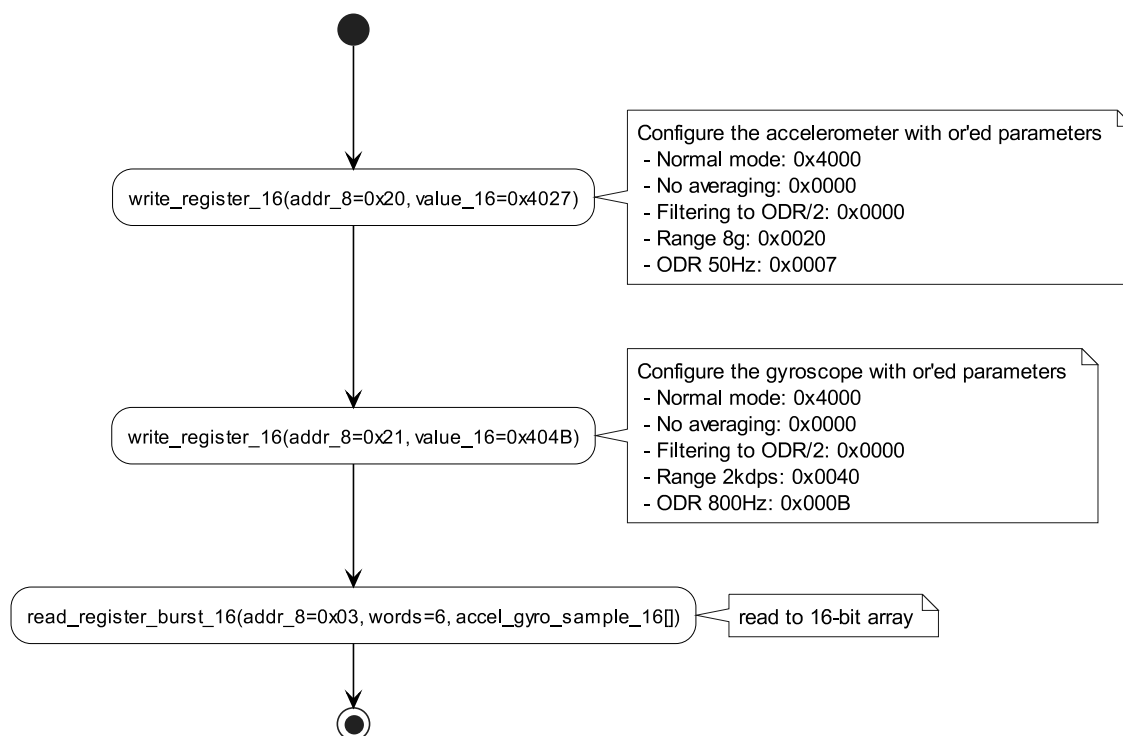 Configure the accelerometer with or'ed parameters
- Normal mode: 0x4000
- No averaging: 0x0000
- Filtering to ODR/2: 0x0000
- Range 8g: 0x0020
- ODR 50Hz: 0x0007
write_register_16(addr_8=0x20, value_16=0x4027)
Configure the gyroscope with or'ed parameters
- Normal mode: 0x4000
- No averaging: 0x0000
- Filtering to ODR/2: 0x0000
- Range 2kdps: 0x0040
- ODR 800Hz: 0x000B
write_register_16(addr_8=0x21, value_16=0x404B)
read_register_burst_16(addr_8=0x03, words=6, accel_gyro_sample_16[])
read to 16-bit array